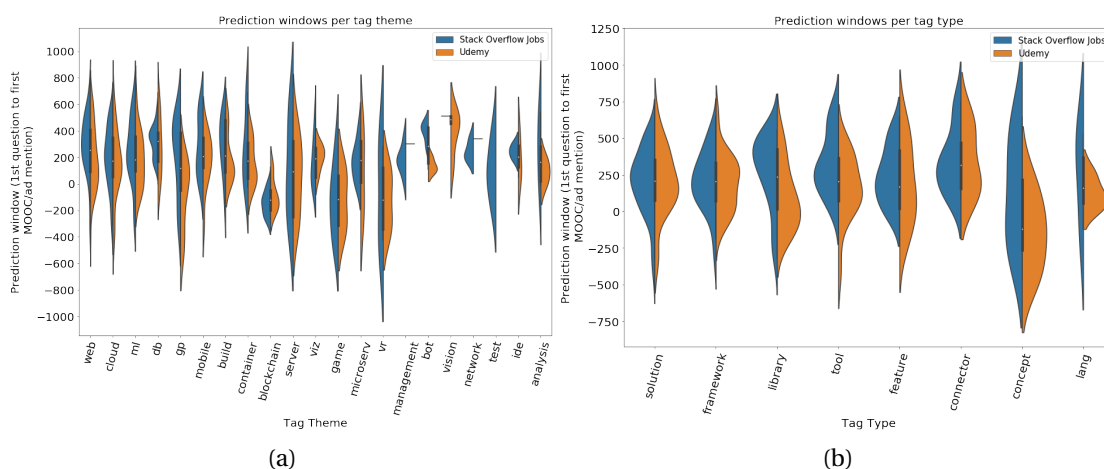 Prediction windows per tag theme
1000
800
600
400
200
0
−200
−400
−600
−800
−1000
Prediction window (1st question to first
MOOC/ad mention)
Stack Overflow Jobs
Udemy
web
cloud
ml
db
gp
mobile
build
container
blockchain
server
viz
game
microserv
vr
management
bot
vision
network
test
ide
analysis
Tag Theme
(a)
Prediction windows per tag type
1250
1000
750
500
250
0
−250
−500
−750
Prediction window (1st question to first
MOOC/ad mention)
Stack Overflow Jobs
Udemy
solution
framework
library
tool
feature
connector
concept
lang
Tag Type
(b)